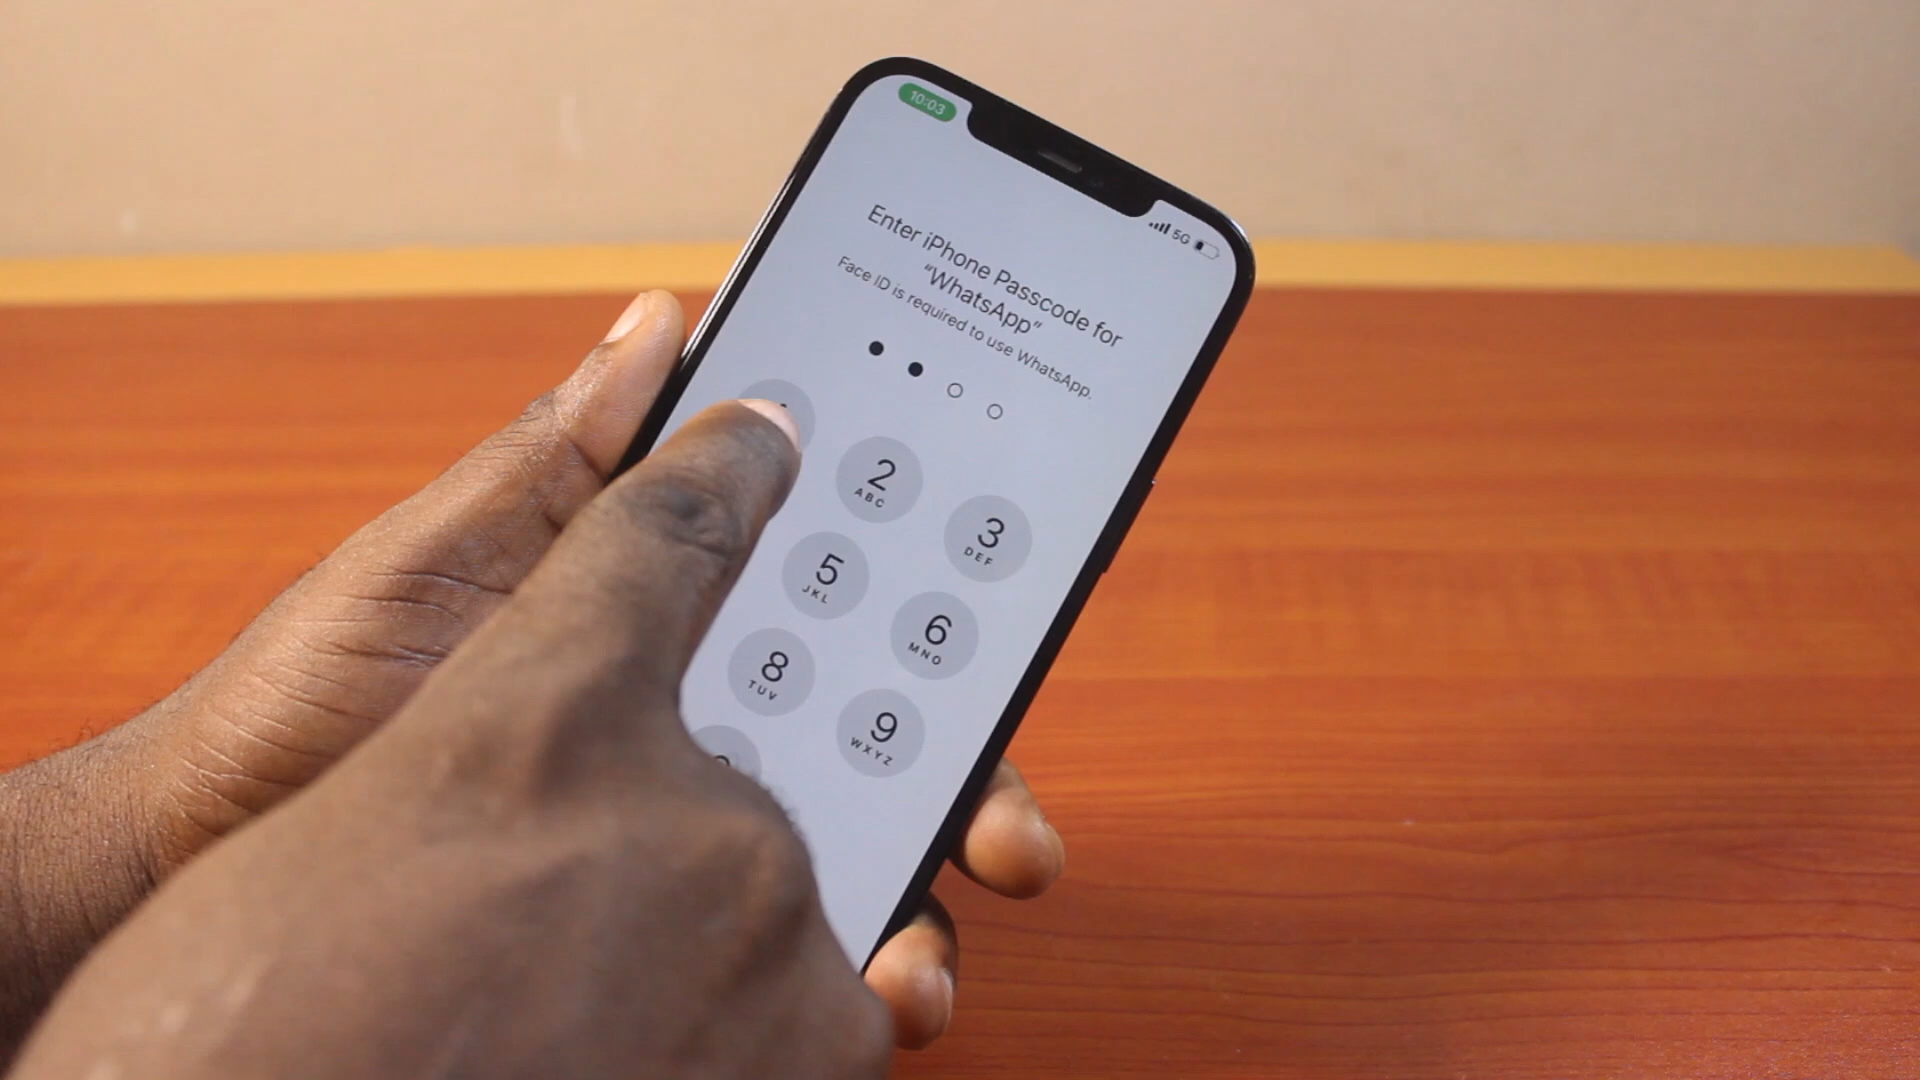 10:03
5G
Enter iPhone Passcode for
“WhatsApp”
Face ID is required to use WhatsApp.
2
ABC
3
DEF
5
JKL
6
MNO
8
TUV
9
WXYZ